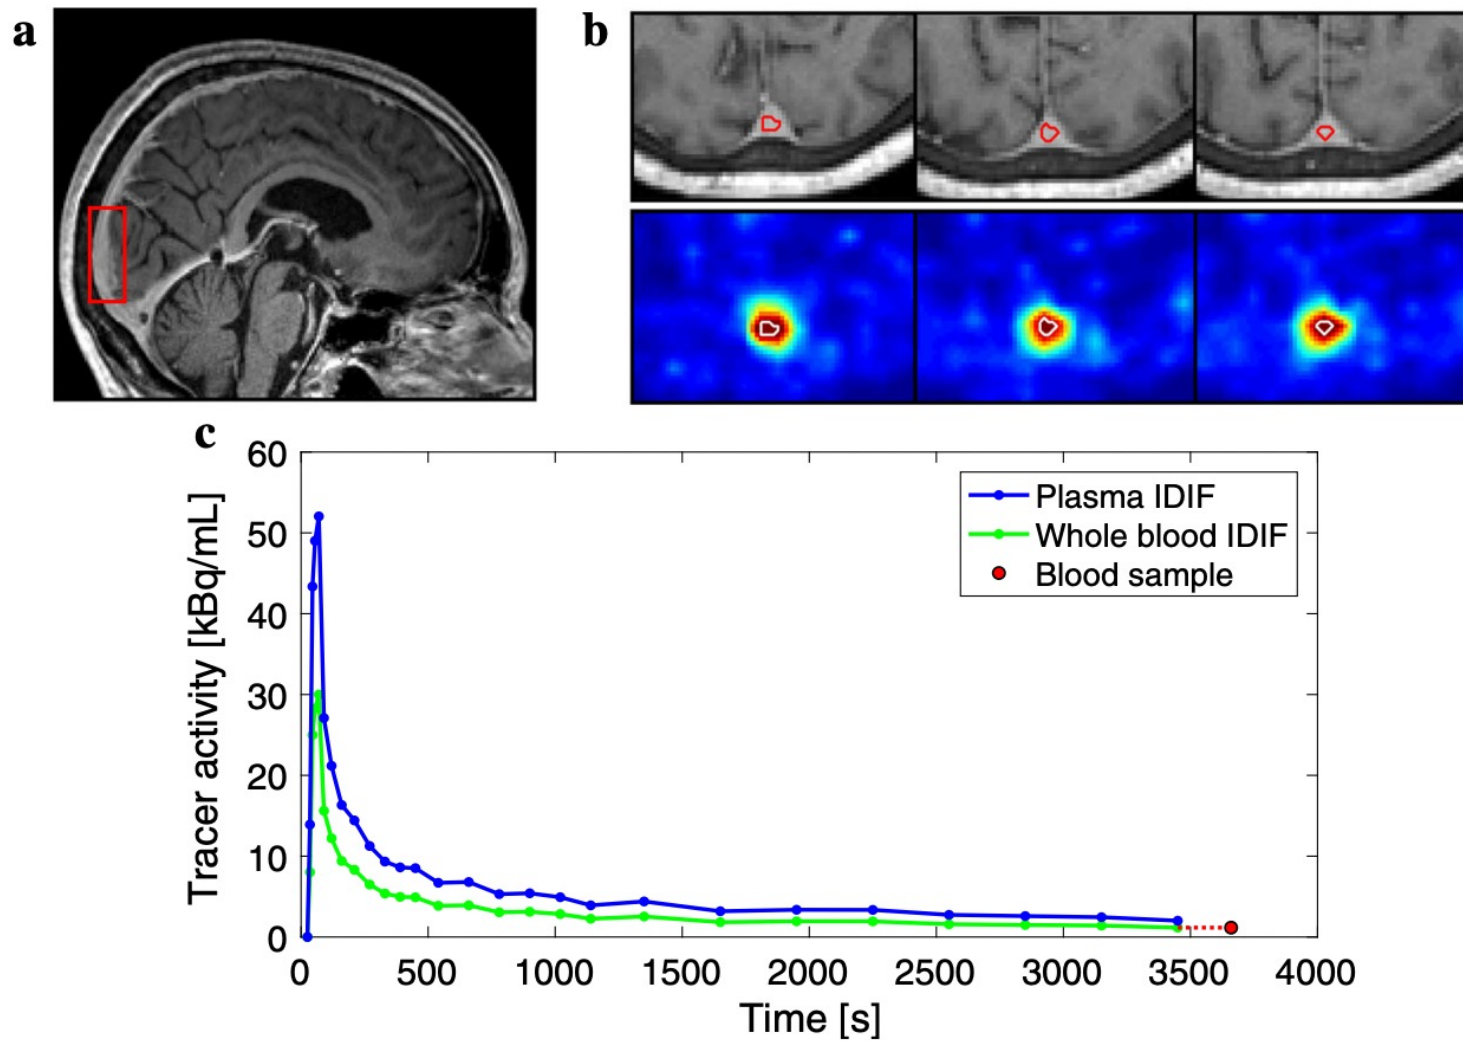 a
b
c
60
50
40
30
20
10
0
Tracer activity [kBq/mL]
Plasma IDIF
Whole blood IDIF
Blood sample
0 500 1000 1500 2000 2500 3000 3500 4000
Time [s]